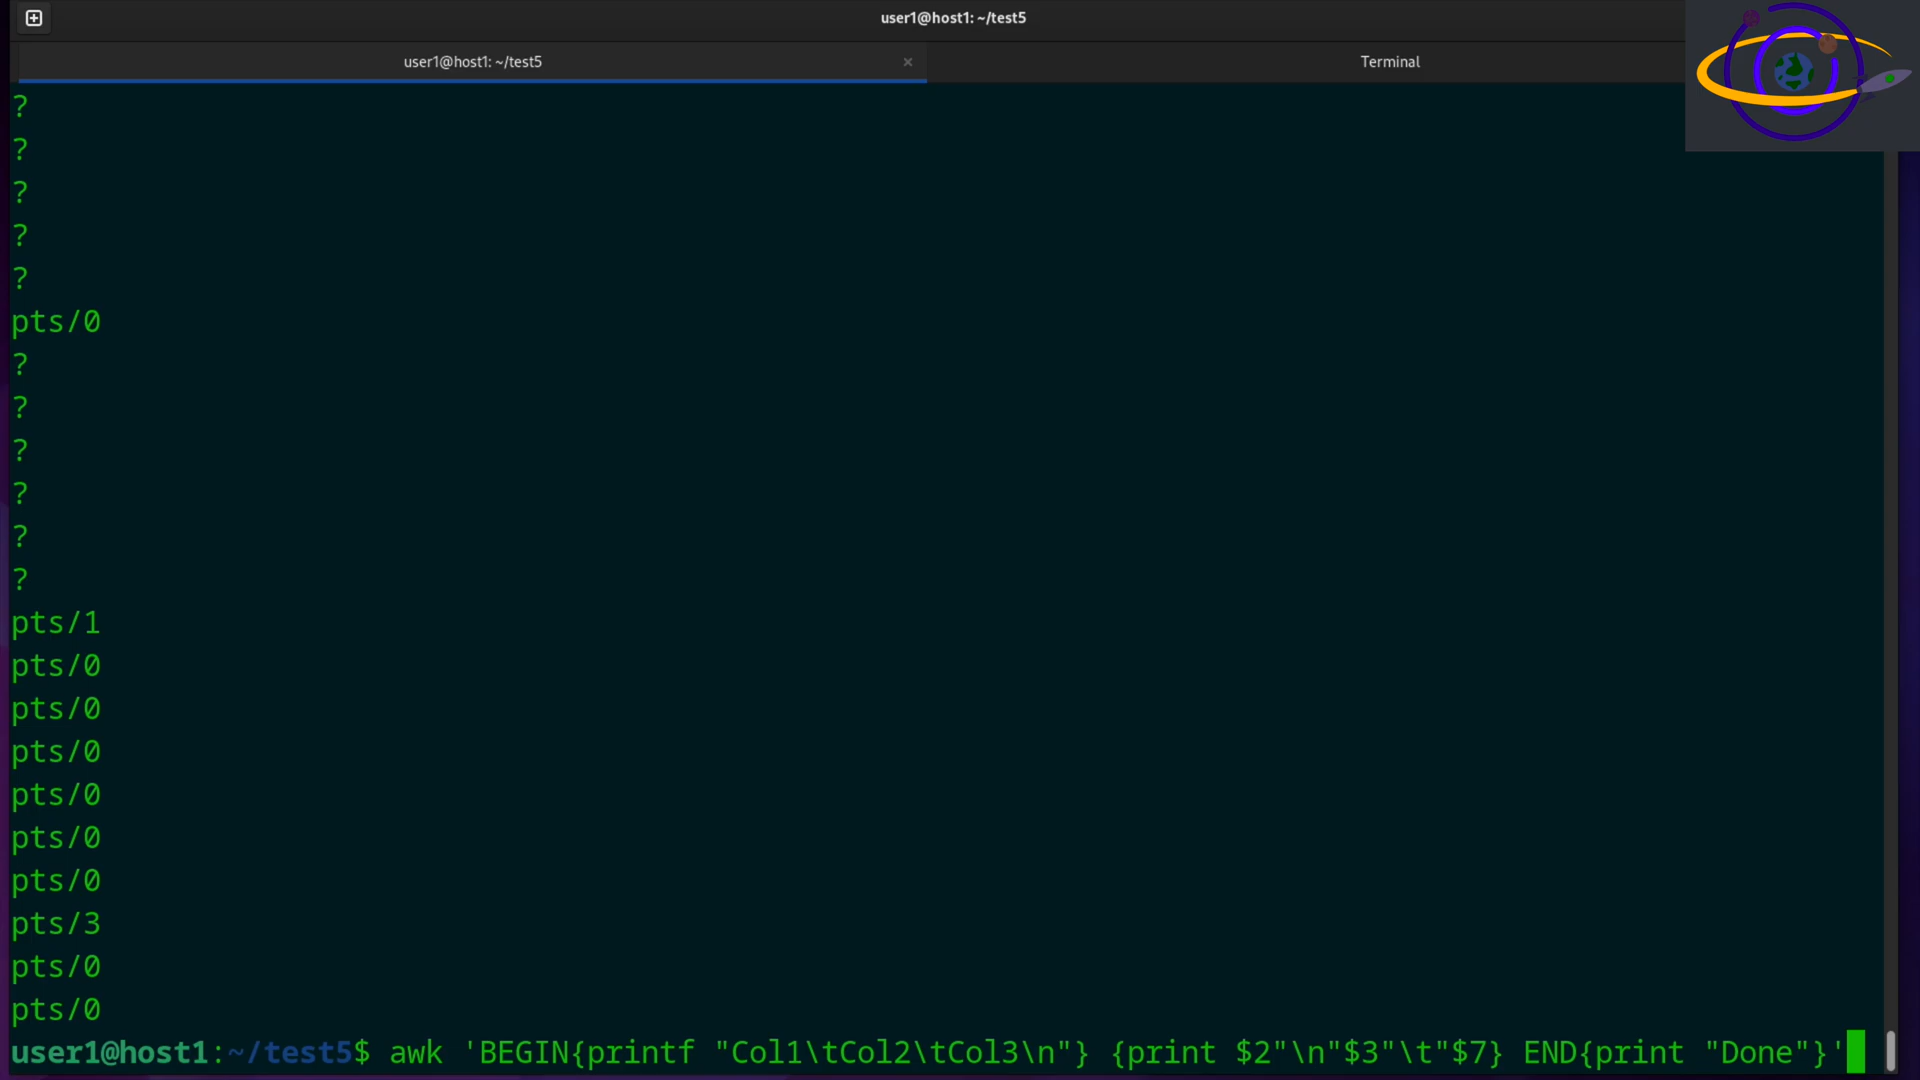 user1@host1: ~/test5
user1@host1: ~/test5 ×
Terminal
?
?
?
?
?
pts/0
?
?
?
?
?
?
pts/1
pts/0
pts/0
pts/0
pts/0
pts/0
pts/0
pts/3
pts/0
pts/0
user1@host1:~/test5$ awk 'BEGIN{printf "Col1\tCol2\tCol3\n"} {print $2"\n"$3"\t"$7} END{print "Done"}'